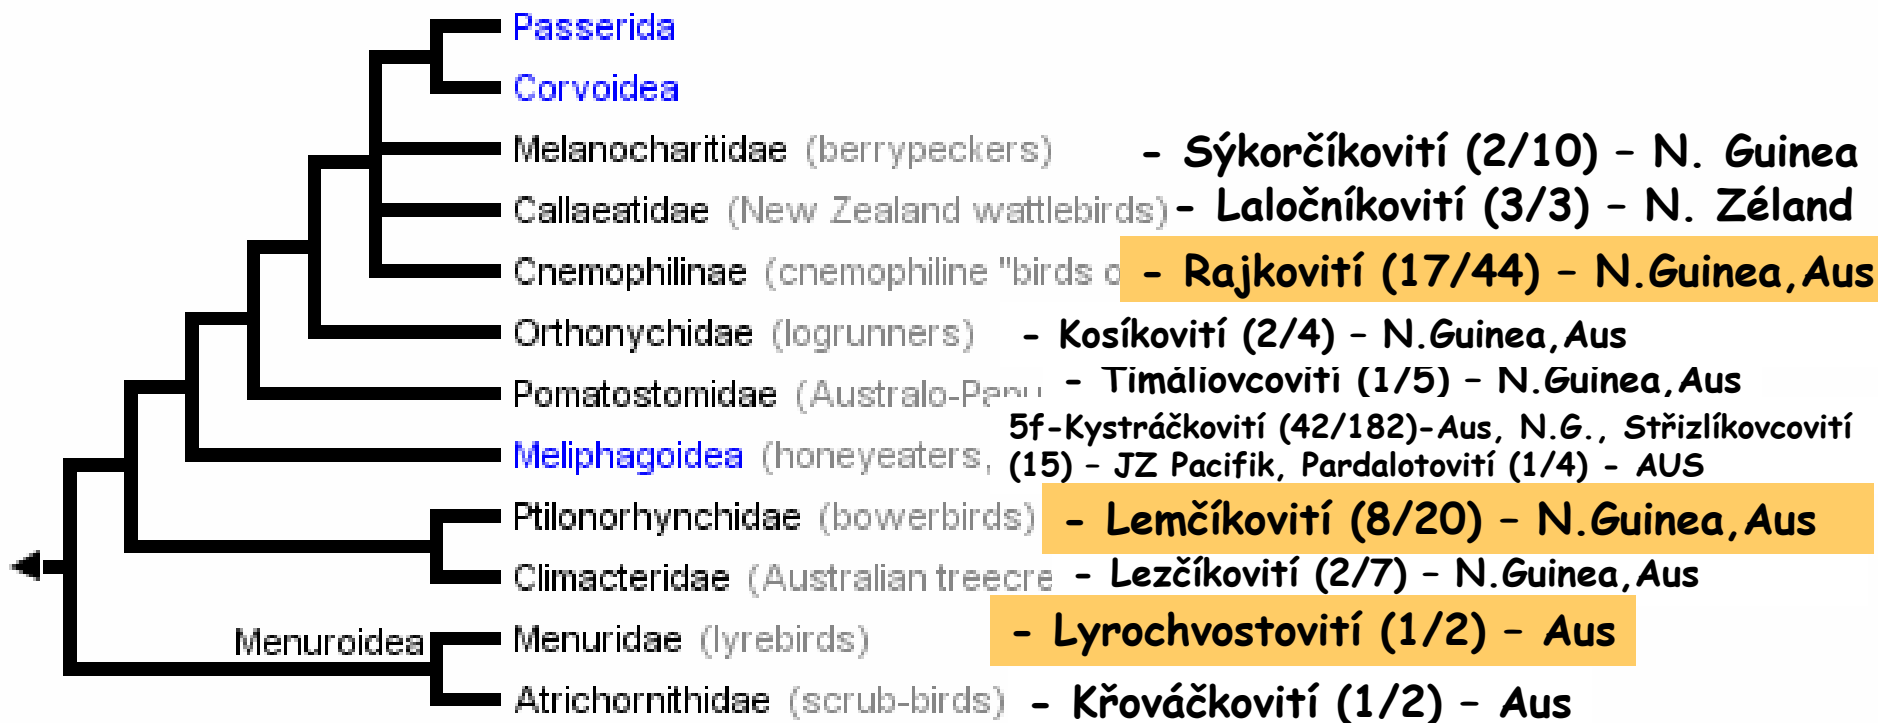 Passerida
Corvoidea
Melanocharitidae (berrypeckers) - Sýkorčíkovití (2/10) – N. Guinea
Callaeatidae (New Zealand wattlebirds) - Laločníkovití (3/3) – N. Zéland
Cnemophilinae (cnemophiline "birds - Rajkovití (17/44) – N.Guinea,Aus
Orthonychidae (logrunners) - Kosíkovití (2/4) – N.Guinea,Aus
Pomatostomidae (Australo-Papu - Timáliovcovití (1/5) – N.Guinea,Aus
5f-Kystráčkovití (42/182)-Aus, N.G., Střizlíkovcovití
Meliphagoidea (honeyeaters, (15) – JZ Pacifik, Pardalotovití (1/4) - AUS
Ptilonorhynchidae (bowerbirds) - Lemčíkovití (8/20) – N.Guinea,Aus
Climacteridae (Australian treecre - Lezčíkovití (2/7) – N.Guinea,Aus
Menuroidea Menuridae (lyrebirds) - Lyrochvostovití (1/2) – Aus
Atrichornithidae (scrub-birds) - Křováčkovití (1/2) – Aus